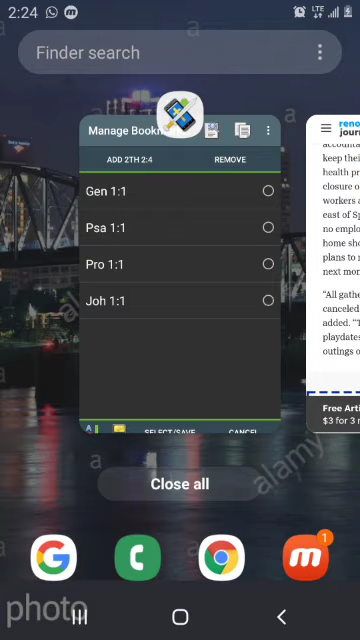 2:24
LTE
Finder search
Manage Bookm
ADD 2TH 2:4 REMOVE
Gen 1:1
Psa 1:1
Pro 1:1
Joh 1:1
SELECT/SAVE CANCEL
reno
jour
accounta
keep thei
health pr
closure o
workers a
east of Sp
no emplo
home sho
plans to r
next mon
"All gathe
canceled
added. "T
playdates
outings o
Free Arti
$3 for 3 m
Close all
alamy
1
photo